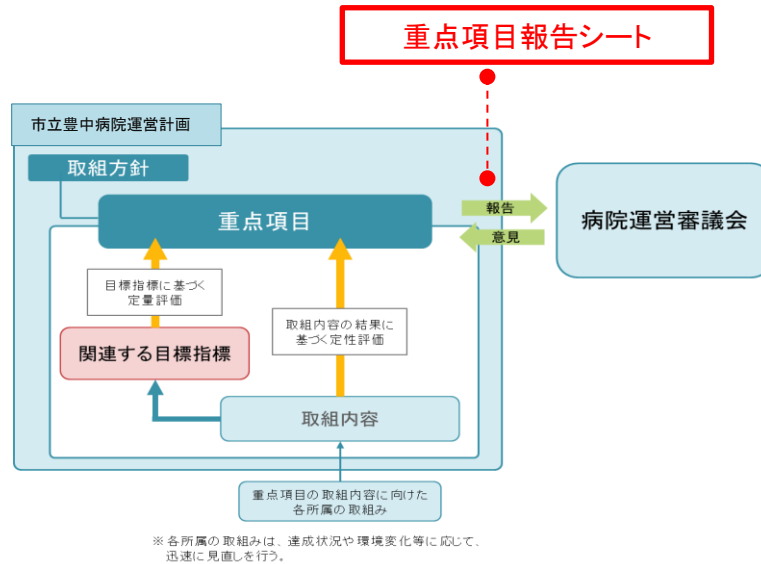 重点項目報告シート
市立豊中病院運営計画
取組方針
重点項目
報告
意見
病院運営審議会
目標指標に基づく
定量評価
取組内容の結果に
基づく定性評価
関連する目標指標
取組内容
重点項目の取組内容に向けた
各所属の取組み
※ 各所属の取組みは、達成状況や環境変化等に応じて、
迅速に見直しを行う。